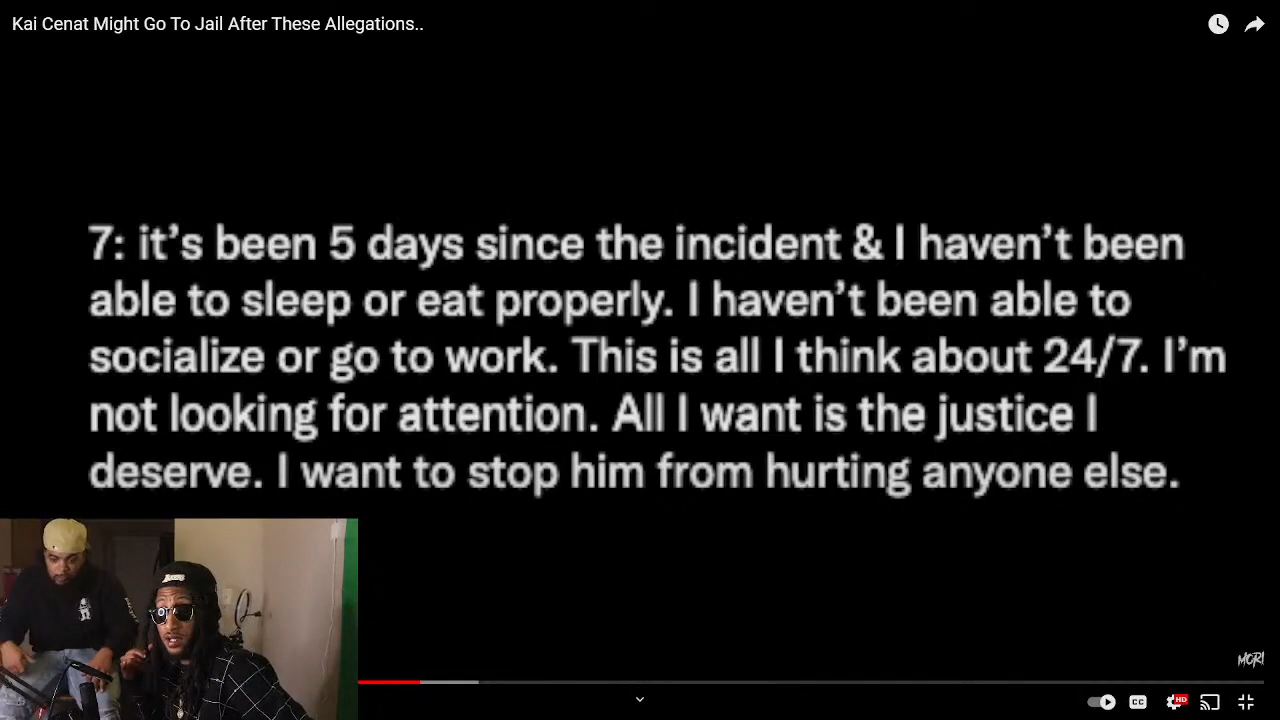 Kai Cenat Might Go To Jail After These Allegations..
7: it’s been 5 days since the incident & I haven’t been
able to sleep or eat properly. I haven’t been able to
socialize or go to work. This is all I think about 24/7. I’m
not looking for attention. All I want is the justice I
deserve. I want to stop him from hurting anyone else.
MORI
CC
HD